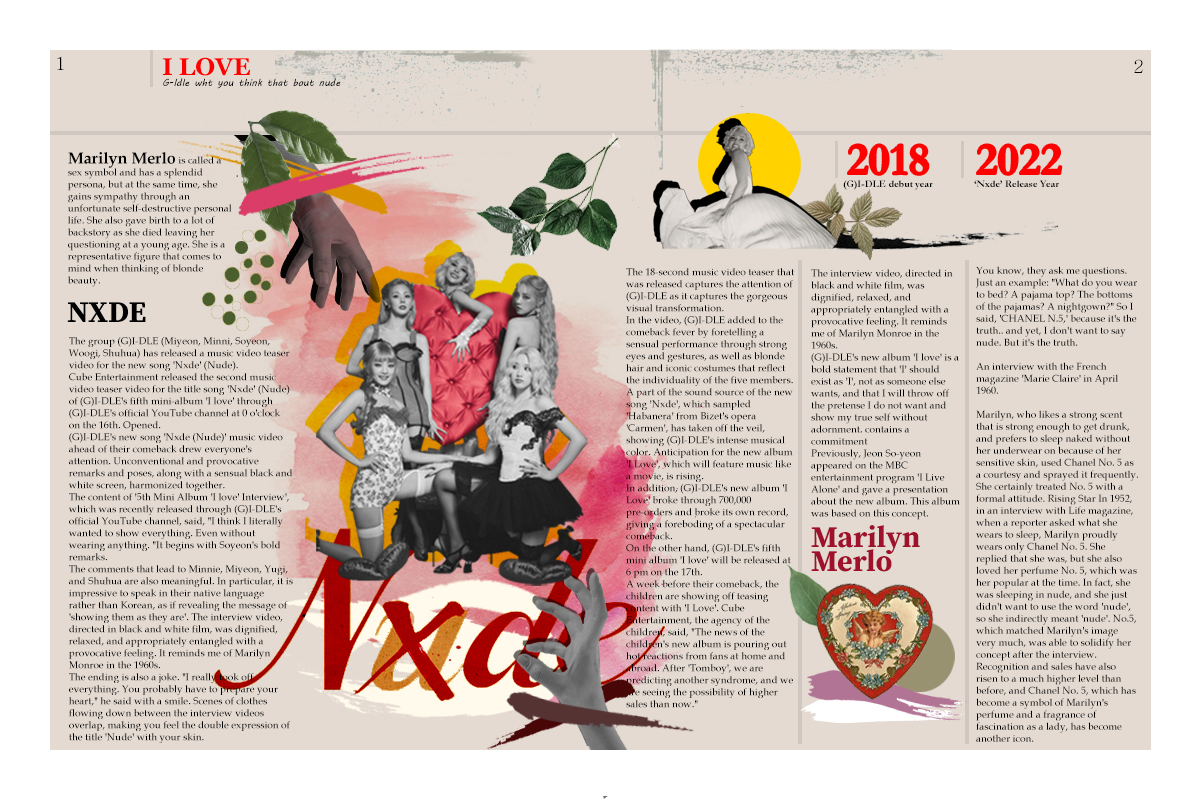 1
I LOVE
G-Idle wht you think that bout nude
2
Marilyn Merlo is called a
sex symbol and has a splendid
persona, but at the same time, she
gains sympathy through an
unfortunate self-destructive personal
life. She also gave birth to a lot of
backstory as she died leaving her
questioning at a young age. She is a
representative figure that comes to
mind when thinking of blonde
beauty.
NXDE
The group (G)I-DLE (Miyeon, Minni, Soyeon,
Woogi, Shuhua) has released a music video teaser
video for the new song 'Nxde' (Nude).
Cube Entertainment released the second music
video teaser video for the title song 'Nxde' (Nude)
of (G)I-DLE's fifth mini-album 'I love' through
(G)I-DLE's official YouTube channel at 0 o'clock
on the 16th. Opened.
(G)I-DLE's new song 'Nxde (Nude)' music video
ahead of their comeback drew everyone's
attention. Unconventional and provocative
remarks and poses, along with a sensual black and
white screen, harmonized together.
The content of '5th Mini Album 'I love' Interview',
which was recently released through (G)I-DLE's
official YouTube channel, said, "I think I literally
wanted to show everything. Even without
wearing anything. "It begins with Soyeon's bold
remarks.
The comments that lead to Minnie, Miyeon, Yugi,
and Shuhua are also meaningful. In particular, it is
impressive to speak in their native language
rather than Korean, as if revealing the message of
'showing them as they are'. The interview video,
directed in black and white film, was dignified,
relaxed, and appropriately entangled with a
provocative feeling. It reminds me of Marilyn
Monroe in the 1960s.
The ending is also a joke. "I really took off
everything. You probably have to prepare your
heart," he said with a smile. Scenes of clothes
flowing down between the interview videos
overlap, making you feel the double expression of
the title 'Nude' with your skin.
Nxde
The 18-second music video teaser that
was released captures the attention of
(G)I-DLE as it captures the gorgeous
visual transformation.
In the video, (G)I-DLE added to the
comeback fever by foretelling a
sensual performance through strong
eyes and gestures, as well as blonde
hair and iconic costumes that reflect
the individuality of the five members.
A part of the sound source of the new
song 'Nxde', which sampled
'Habanera' from Bizet's opera
'Carmen', has taken off the veil,
showing (G)I-DLE's intense musical
color. Anticipation for the new album
'I Love', which will feature music like
a movie, is rising.
In addition, (G)I-DLE's new album 'I
Love' broke through 700,000
pre-orders and broke its own record,
giving a foreboding of a spectacular
comeback.
On the other hand, (G)I-DLE's fifth
mini album 'I love' will be released at
6 pm on the 17th.
A week before their comeback, the
children are showing off teasing
content with 'I Love'. Cube
Entertainment, the agency of the
children, said, "The news of the
children's new album is pouring out
hot reactions from fans at home and
abroad. After 'Tomboy', we are
predicting another syndrome, and we
are seeing the possibility of higher
sales than now."
2018
(G)I-DLE debut year
2022
'Nxde' Release Year
The interview video, directed in
black and white film, was
dignified, relaxed, and
appropriately entangled with a
provocative feeling. It reminds
me of Marilyn Monroe in the
1960s.
(G)I-DLE's new album 'I love' is a
bold statement that 'I' should
exist as 'I', not as someone else
wants, and that I will throw off
the pretense I do not want and
show my true self without
adornment. contains a
commitment
Previously, Jeon So-yeon
appeared on the MBC
entertainment program 'I Live
Alone' and gave a presentation
about the new album. This album
was based on this concept.
Marilyn
Merlo
You know, they ask me questions.
Just an example: "What do you wear
to bed? A pajama top? The bottoms
of the pajamas? A nightgown?" So I
said, 'CHANEL N.5,' because it's the
truth.. and yet, I don't want to say
nude. But it's the truth.
An interview with the French
magazine 'Marie Claire' in April
1960.
Marilyn, who likes a strong scent
that is strong enough to get drunk,
and prefers to sleep naked without
her underwear on because of her
sensitive skin, used Chanel No. 5 as
a courtesy and sprayed it frequently.
She certainly treated No. 5 with a
formal attitude. Rising Star In 1952,
in an interview with Life magazine,
when a reporter asked what she
wears to sleep, Marilyn proudly
wears only Chanel No. 5. She
replied that she was, but she also
loved her perfume No. 5, which was
her popular at the time. In fact, she
was sleeping in nude, and she just
didn't want to use the word 'nude',
so she indirectly meant 'nude'. No.5,
which matched Marilyn's image
very much, was able to solidify her
concept after the interview.
Recognition and sales have also
risen to a much higher level than
before, and Chanel No. 5, which has
become a symbol of Marilyn's
perfume and a fragrance of
fascination as a lady, has become
another icon.